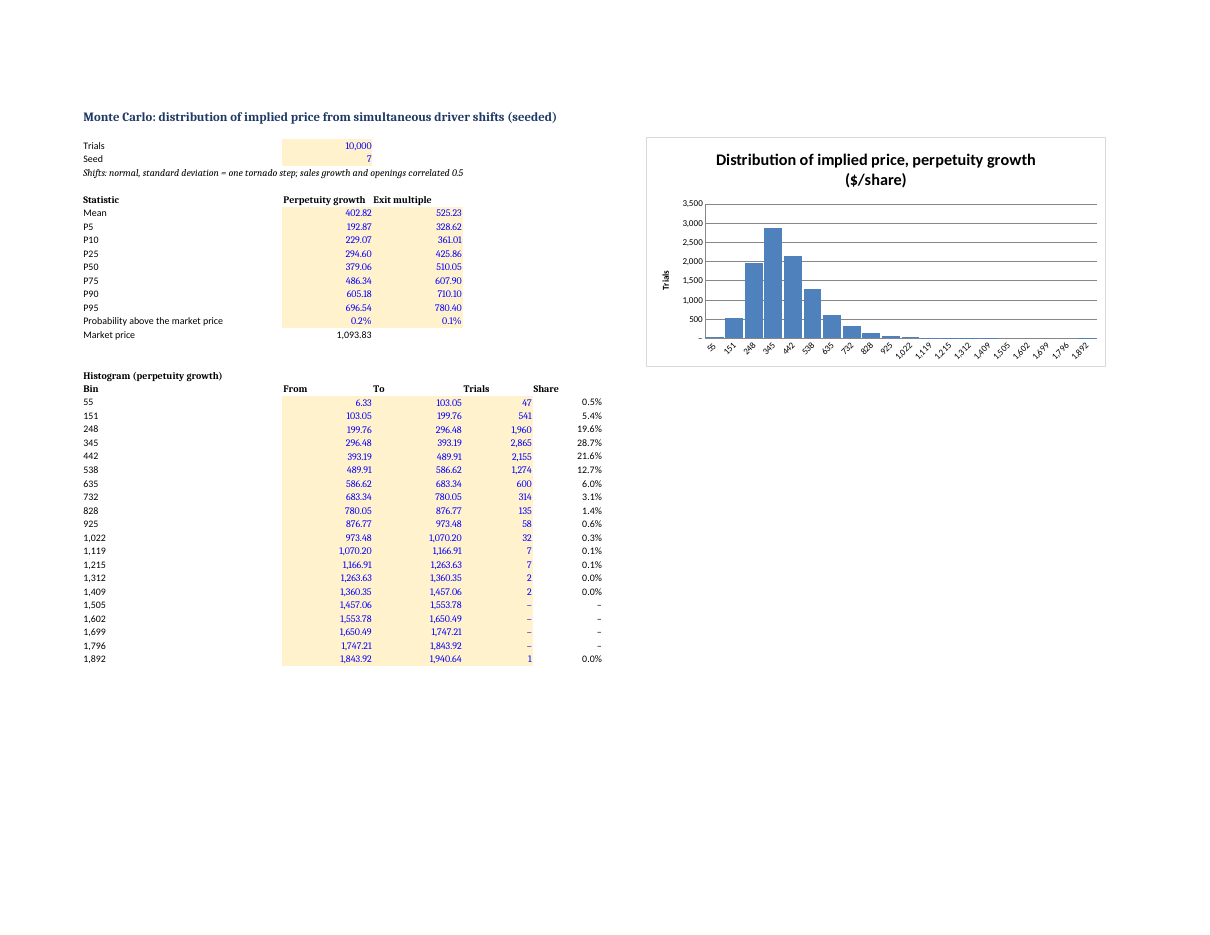 Monte Carlo: distribution of implied price from simultaneous driver shifts (seeded)
Trials 10,000
Seed 7
Shifts: normal, standard deviation = one tornado step; sales growth and openings correlated 0.5
Statistic Perpetuity growth Exit multiple
Mean 402.82 525.23
P5 192.87 328.62
P10 229.07 361.01
P25 294.60 425.86
P50 379.06 510.05
P75 486.34 607.90
P90 605.18 710.10
P95 696.54 780.40
Probability above the market price 0.2% 0.1%
Market price 1,093.83
Histogram (perpetuity growth)
Bin From To Trials Share
55 6.33 103.05 47 0.5%
151 103.05 199.76 541 5.4%
248 199.76 296.48 1,960 19.6%
345 296.48 393.19 2,865 28.7%
442 393.19 489.91 2,155 21.6%
538 489.91 586.62 1,274 12.7%
635 586.62 683.34 600 6.0%
732 683.34 780.05 314 3.1%
828 780.05 876.77 135 1.4%
925 876.77 973.48 58 0.6%
1,022 973.48 1,070.20 32 0.3%
1,119 1,070.20 1,166.91 7 0.1%
1,215 1,166.91 1,263.63 7 0.1%
1,312 1,263.63 1,360.35 2 0.0%
1,409 1,360.35 1,457.06 2 0.0%
1,505 1,457.06 1,553.78 – –
1,602 1,553.78 1,650.49 – –
1,699 1,650.49 1,747.21 – –
1,796 1,747.21 1,843.92 – –
1,892 1,843.92 1,940.64 1 0.0%
Distribution of implied price, perpetuity growth
($/share)
3,500
3,000
2,500
2,000
1,500
1,000
500
–
Trials
55 151 248 345 442 538 635 732 828 925 1,022 1,119 1,215 1,312 1,409 1,505 1,602 1,699 1,796 1,892